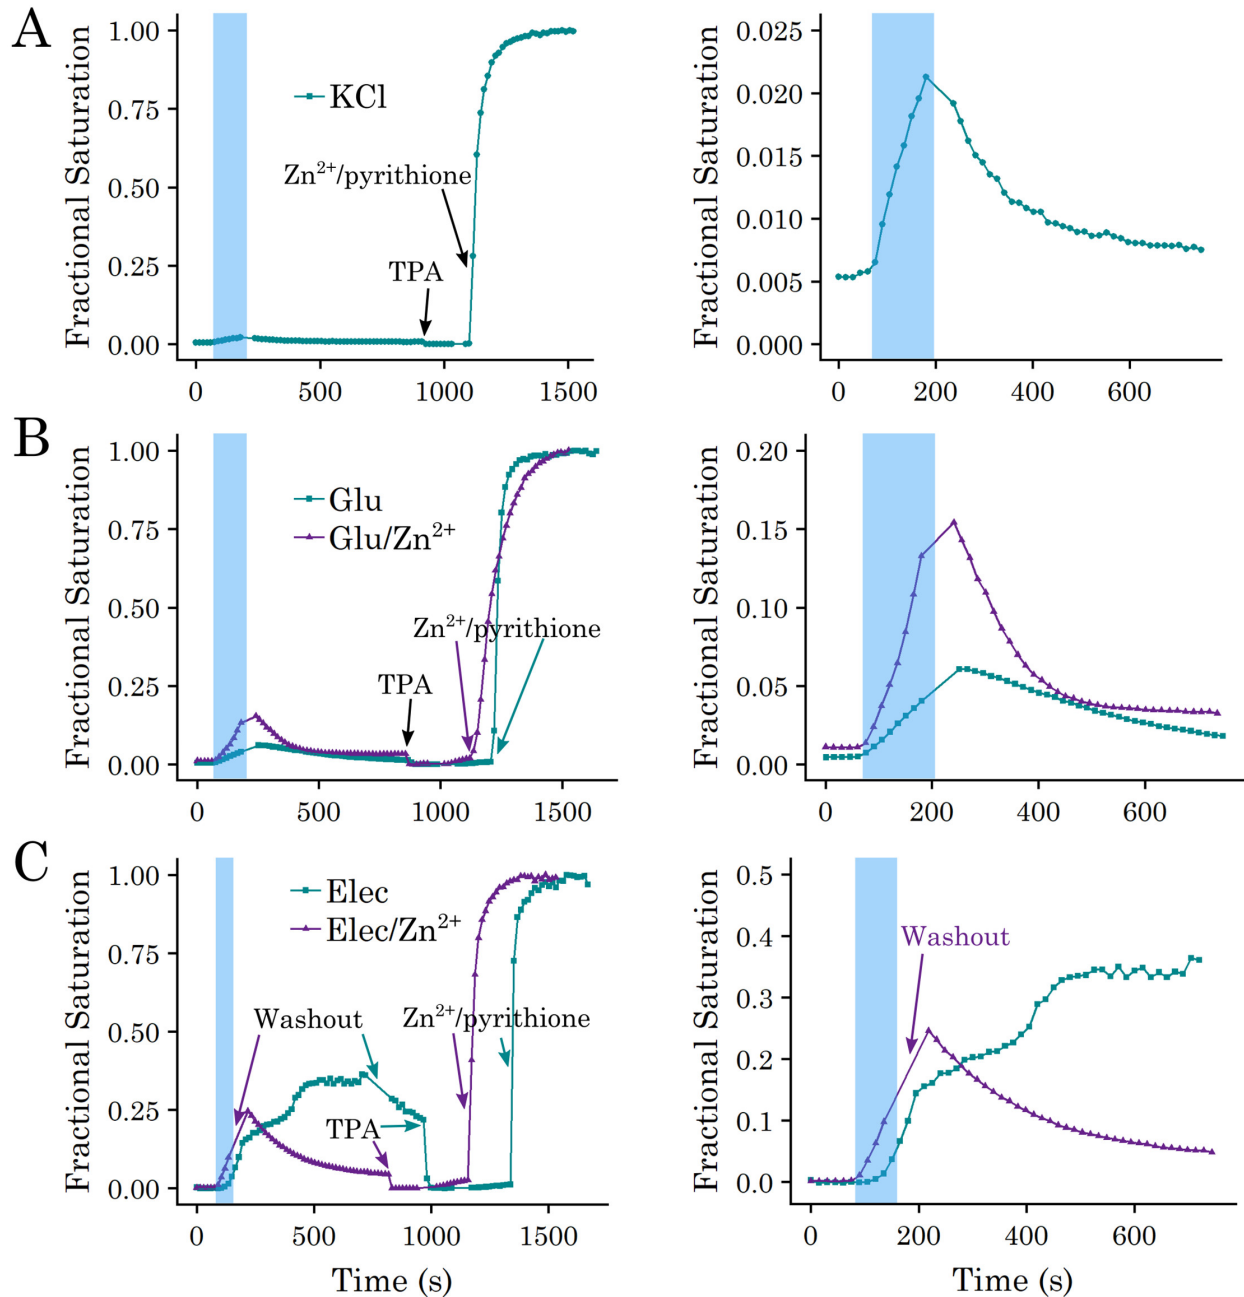 A
Fractional Saturation
1.00
0.75
0.50
0.25
0.00
KCl
Zn²⁺/pyrithione
TPA
0
500
1000
1500
Fractional Saturation
0.025
0.020
0.015
0.010
0.005
0.000
0
200
400
600
B
Fractional Saturation
1.00
0.75
0.50
0.25
0.00
Glu
Glu/Zn²⁺
Zn²⁺/pyrithione
TPA
0
500
1000
1500
Fractional Saturation
0.20
0.15
0.10
0.05
0.00
0
200
400
600
C
Fractional Saturation
1.00
0.75
0.50
0.25
0.00
Elec
Elec/Zn²⁺
Washout
Zn²⁺/pyrithione
TPA
0
500
1000
1500
Time (s)
Fractional Saturation
0.5
0.4
0.3
0.2
0.1
0.0
Washout
0
200
400
600
Time (s)